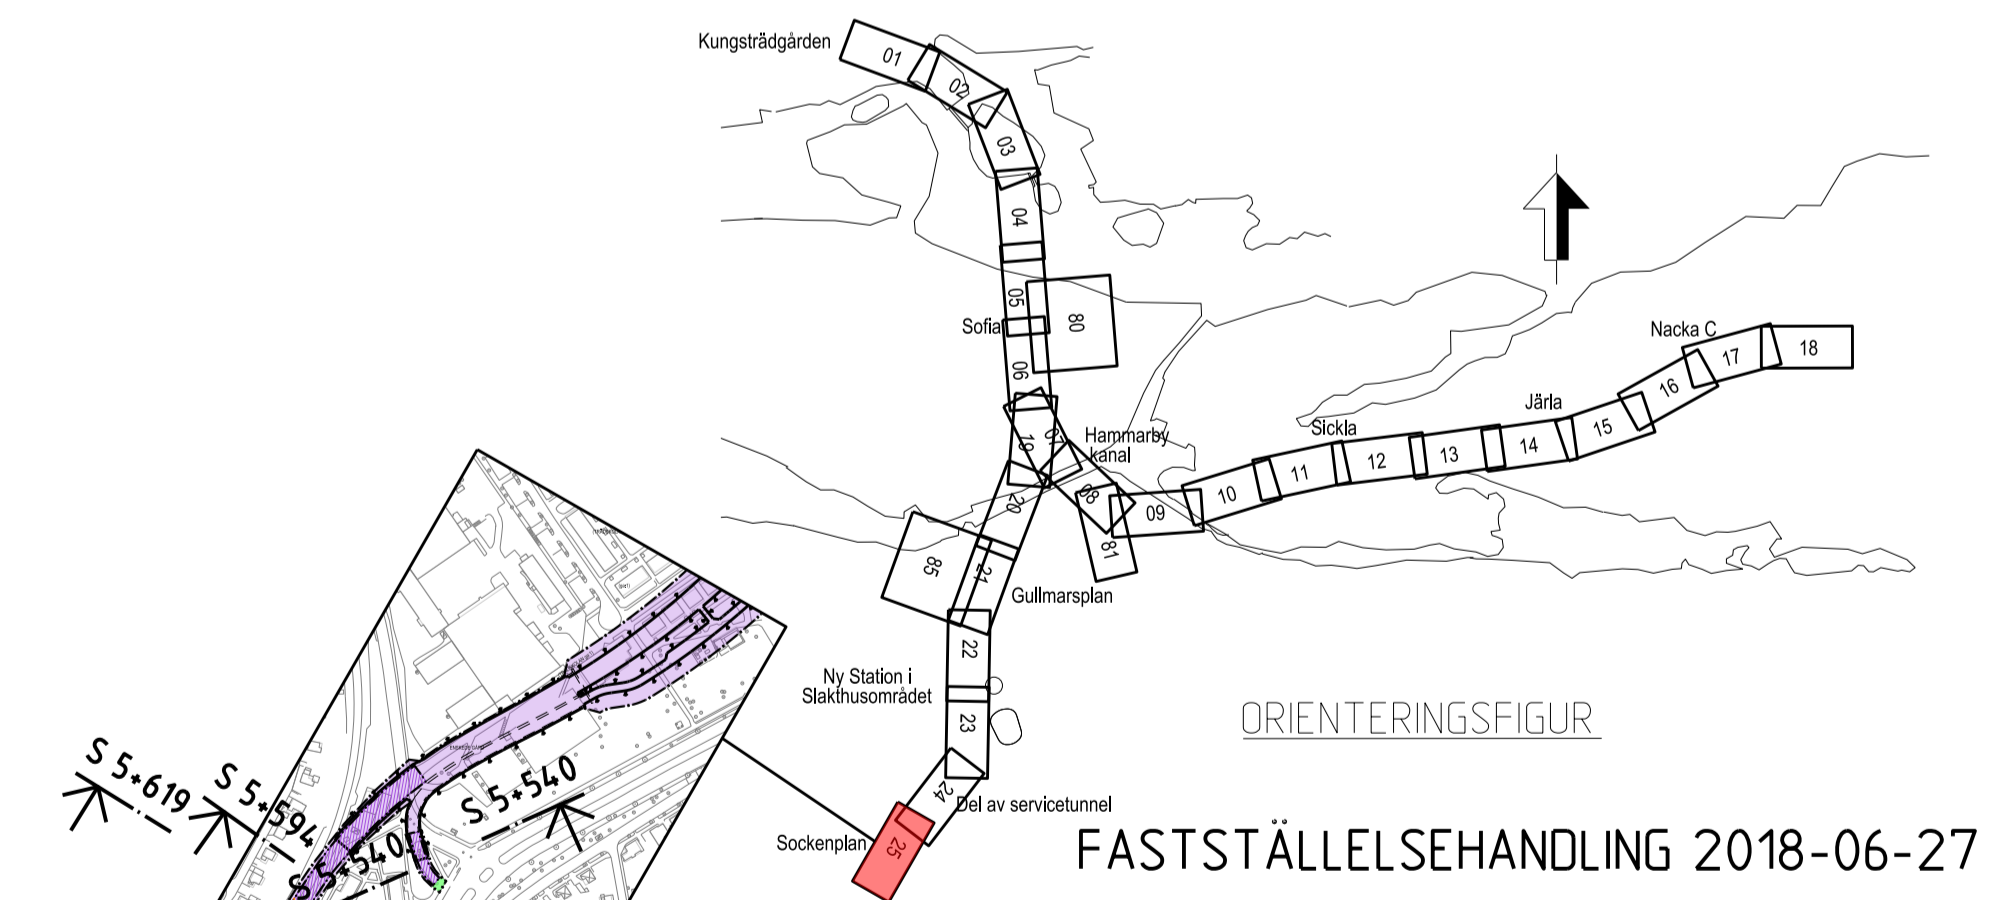 Kungsträdgården
01
02
03
04
05
Sofia
80
06
07
19
Hammarby
kanal
08
20
09
81
10
11
Sickla
12
13
Järla
14
15
16
Nacka C
17
18
85
21
Gullmarsplan
22
Ny Station i
Slakthusområdet
23
24
Del av servicetunnel
Sockenplan
25
ORIENTERINGSFIGUR
S 5+619
S 5+594
S 5+540
S 5+540
FASTSTÄLLELSEHANDLING 2018-06-27